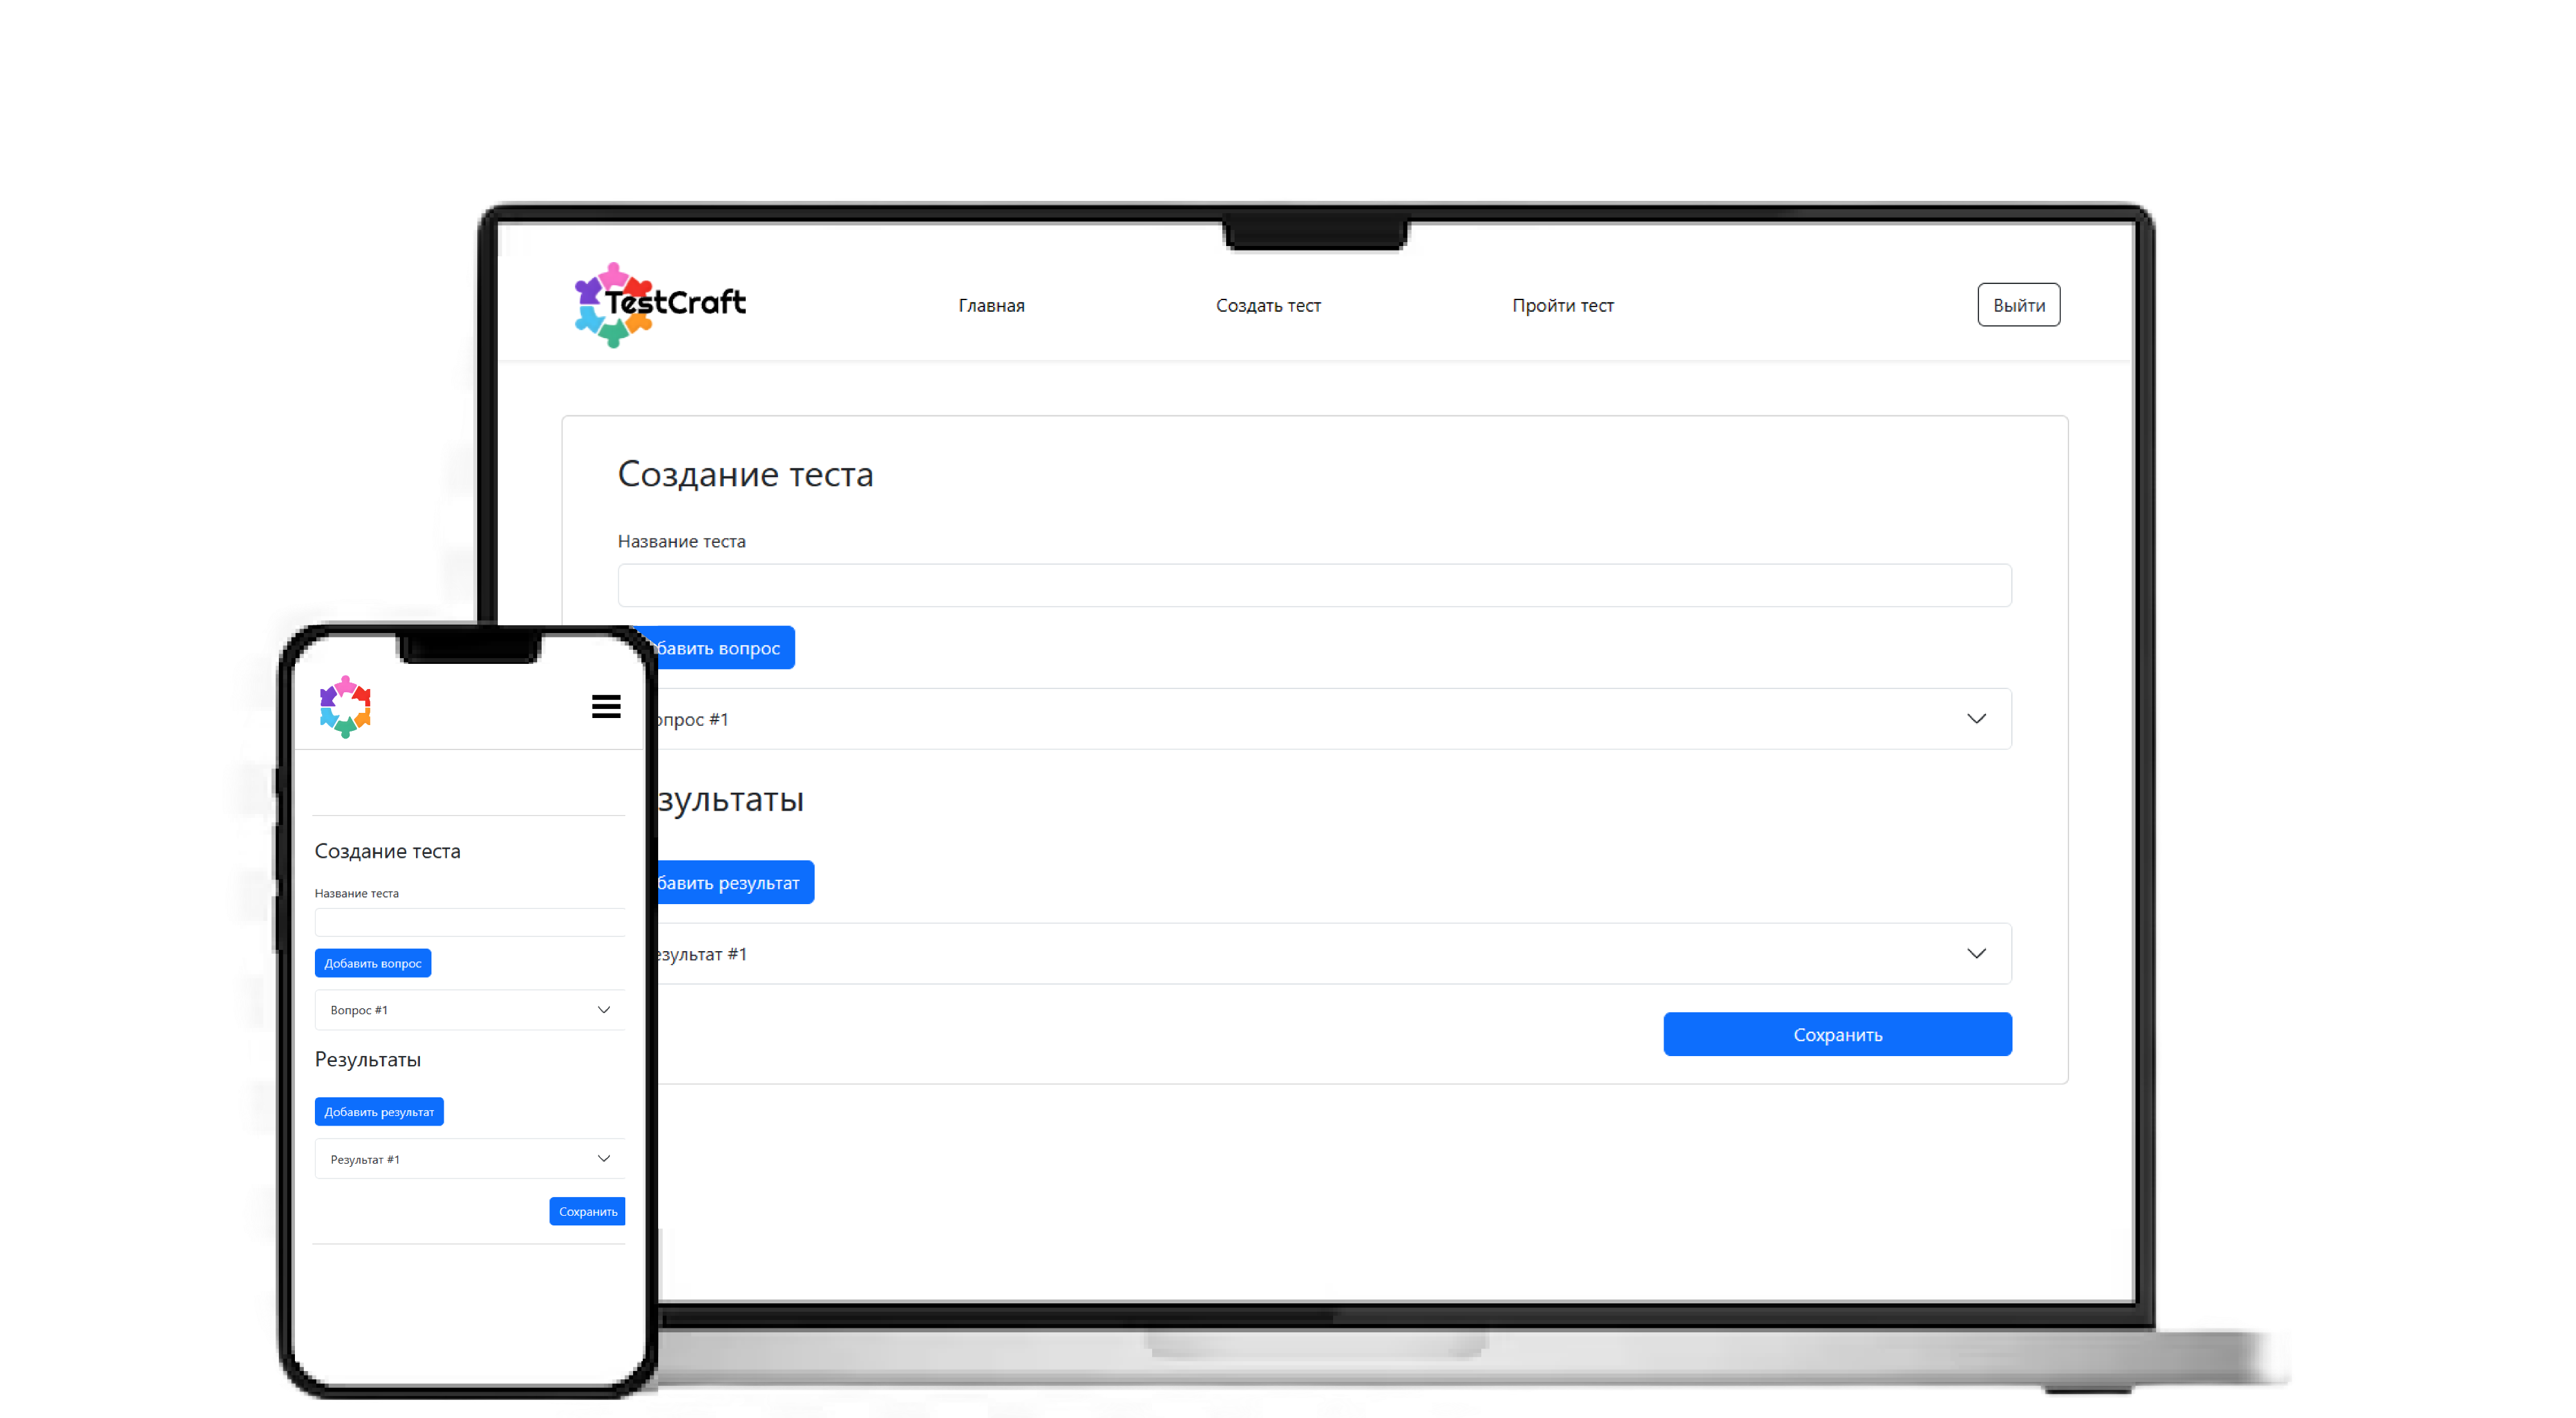 TestCraft
Главная
Создать тест
Пройти тест
Выйти
Создание теста
Название теста
бавить вопрос
опрос #1
зультаты
бавить результат
езультат #1
Сохранить
Создание теста
Название теста
Добавить вопрос
Вопрос #1
Результаты
Добавить результат
Результат #1
Сохранить